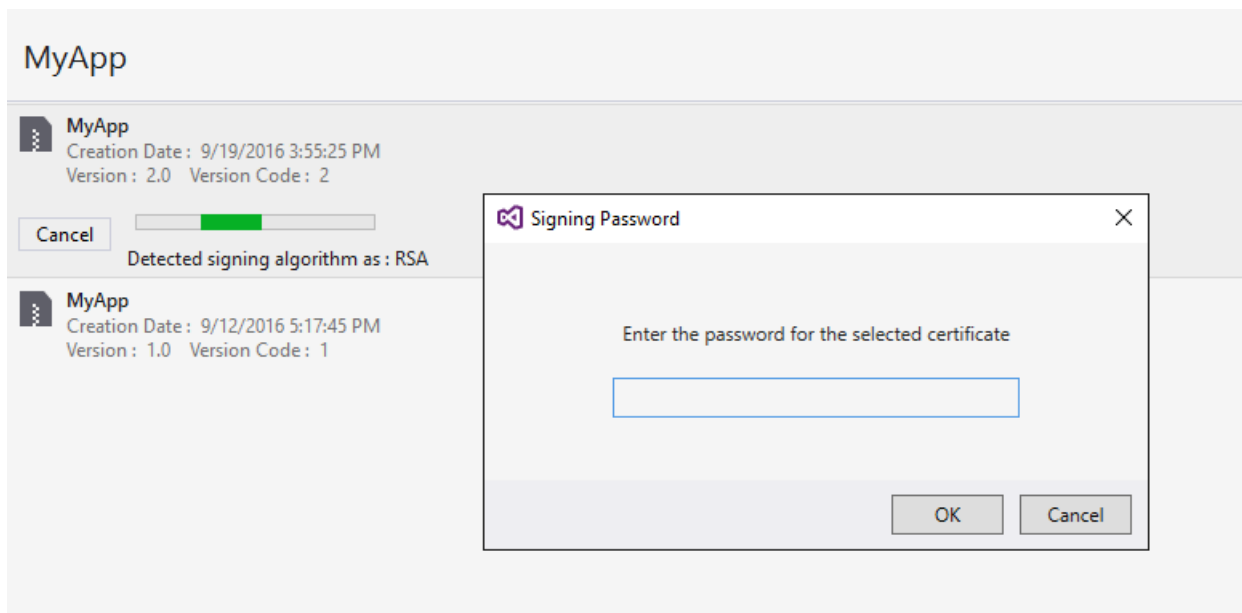 MyApp
MyApp
Creation Date : 9/19/2016 3:55:25 PM
Version : 2.0 Version Code : 2
Cancel
Detected signing algorithm as : RSA
MyApp
Creation Date : 9/12/2016 5:17:45 PM
Version : 1.0 Version Code : 1
Signing Password
Enter the password for the selected certificate
OK Cancel